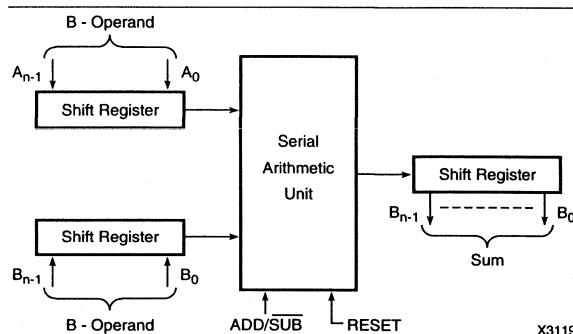 B - Operand
Aₙ₋₁ A₀
Shift Register
Serial
Arithmetic
Unit
Shift Register
Bₙ₋₁ B₀
Sum
Shift Register
Bₙ₋₁ B₀
B - Operand
ADD/S̅U̅B̅ RESET
X3119